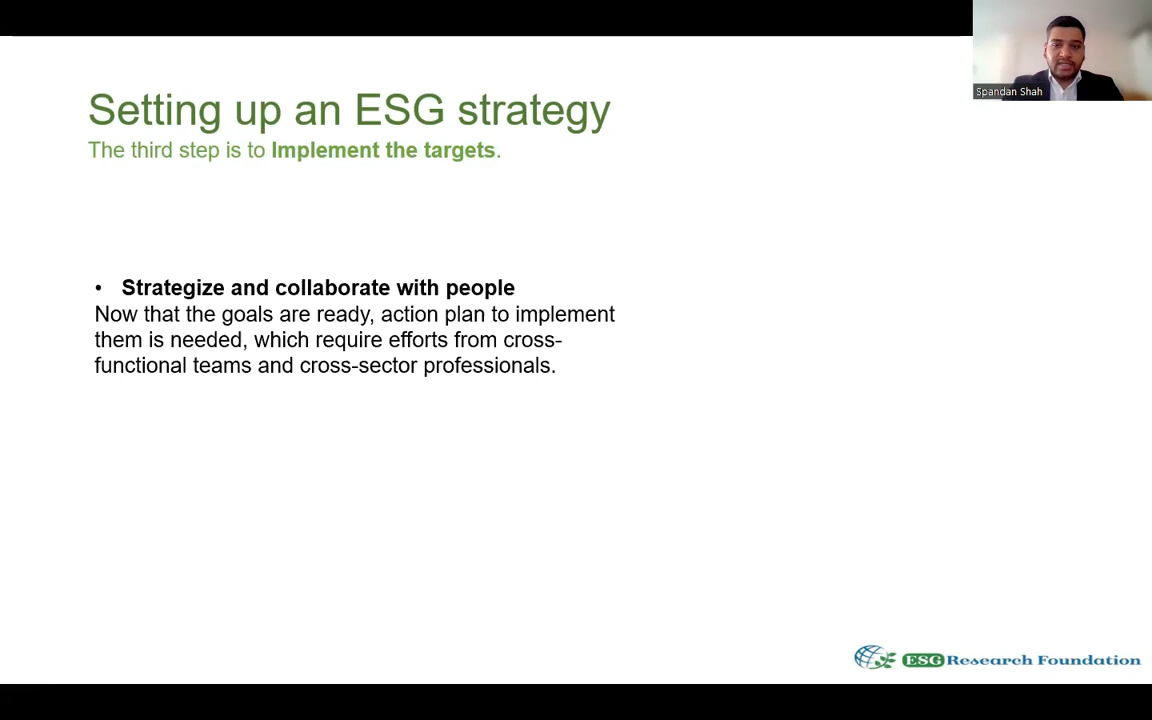 Spandan Shah
Setting up an ESG strategy
The third step is to Implement the targets.
• Strategize and collaborate with people
Now that the goals are ready, action plan to implement
them is needed, which require efforts from cross-
functional teams and cross-sector professionals.
ESG Research Foundation